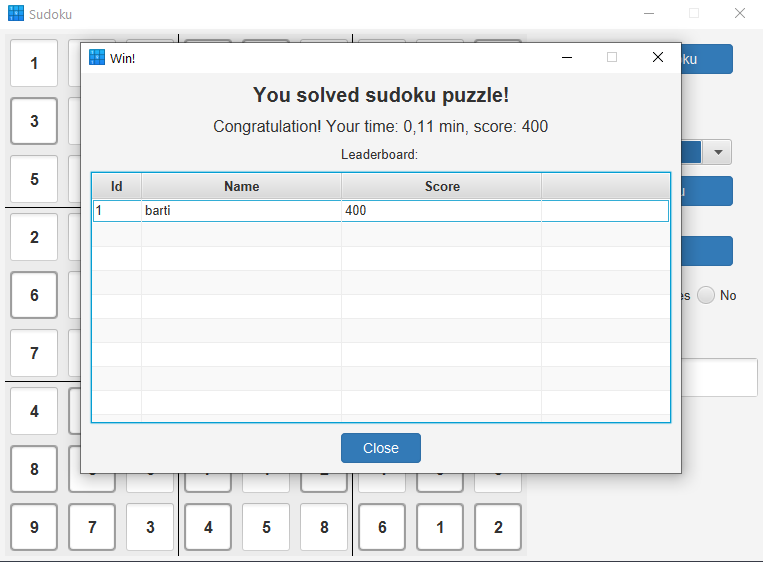 Sudoku
Win!
You solved sudoku puzzle!
Congratulation! Your time: 0,11 min, score: 400
Leaderboard:
Id Name Score
1 barti 400
Close
1
3
5
2
6
7
4
8
9 7 3 4 5 8 6 1 2
No